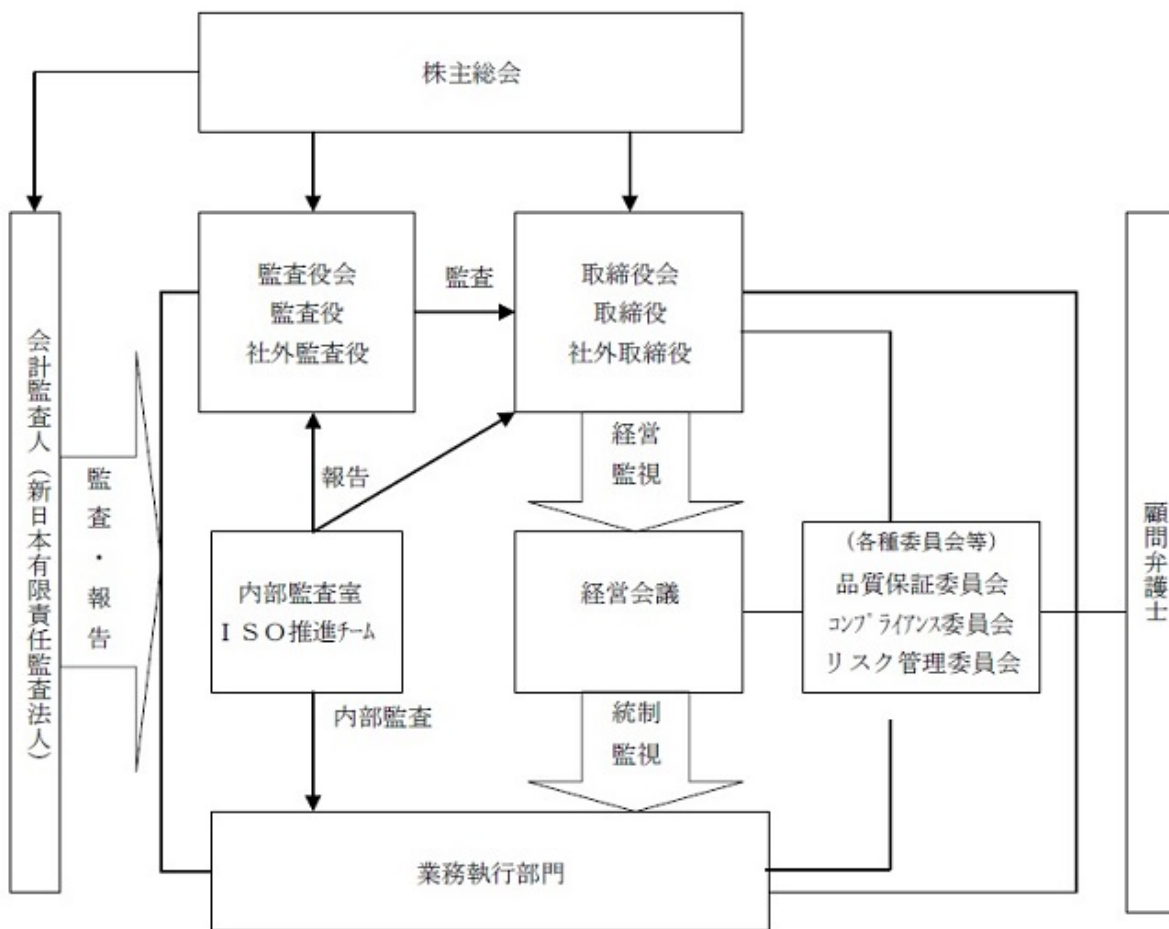 株主総会
監査役会
監査役
社外監査役
監査
取締役会
取締役
社外取締役
会計監査人（新日本有限責任監査法人）
監査・報告
報告
経営
監視
内部監査室
ＩＳＯ推進ﾁｰﾑ
経営会議
（各種委員会等）
品質保証委員会
ｺﾝﾌﾟﾗｲｱﾝｽ委員会
リスク管理委員会
顧問弁護士
内部監査
統制
監視
業務執行部門